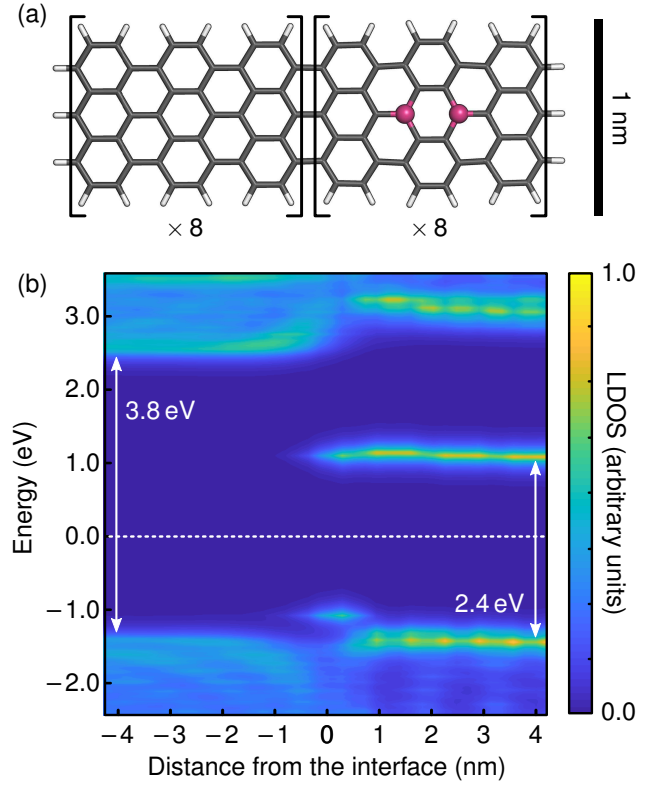 (a)
× 8
× 8
1 nm
(b)
3.0
2.0
1.0
0.0
−1.0
−2.0
Energy (eV)
3.8 eV
2.4 eV
−4 −3 −2 −1 0 1 2 3 4
Distance from the interface (nm)
1.0
0.0
LDOS (arbitrary units)